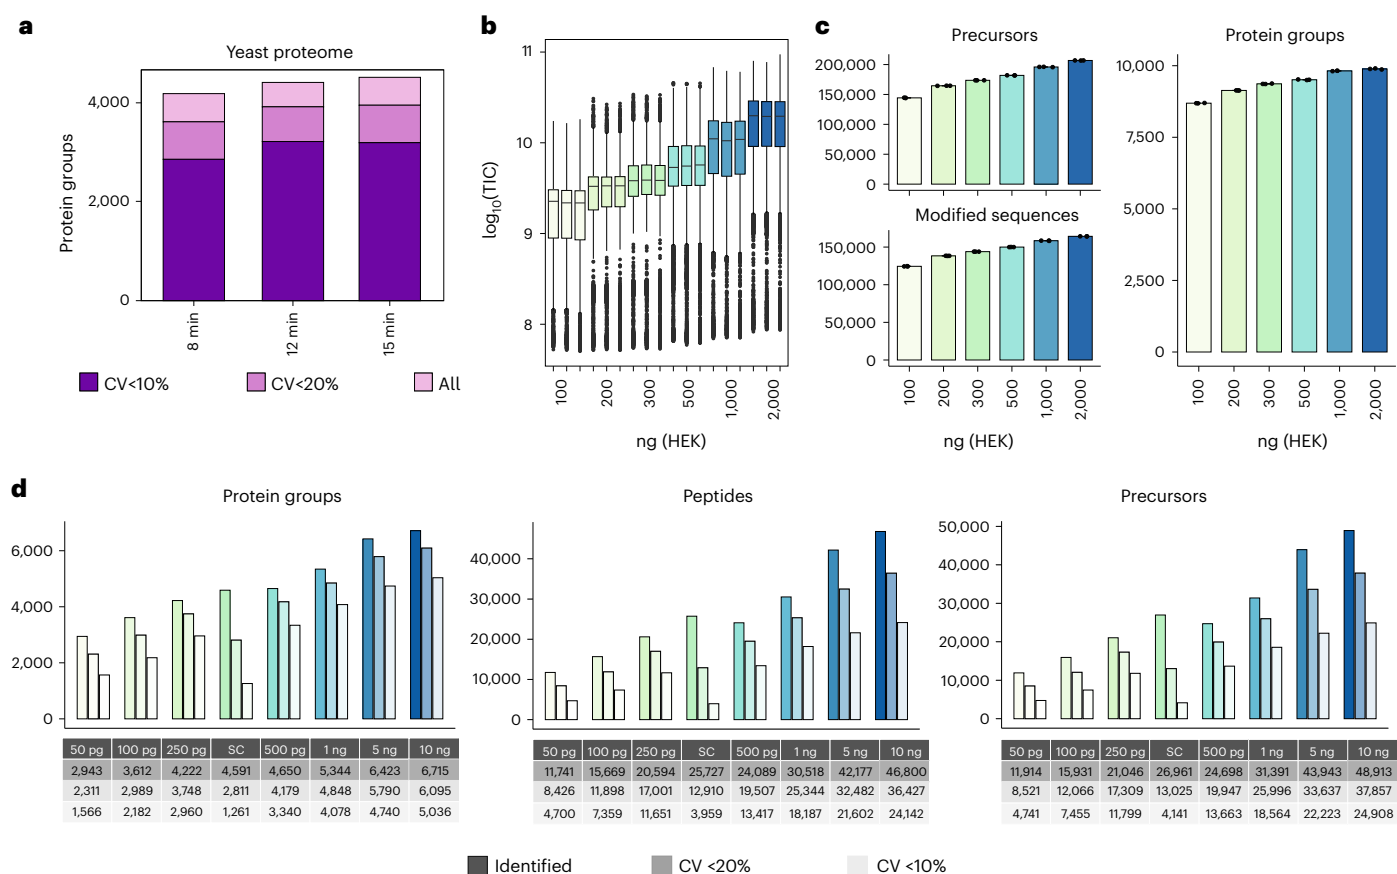 a
Yeast proteome
Protein groups
4,000
2,000
0
8 min
12 min
15 min
CV<10%
CV<20%
All
b
log10(TIC)
11
10
9
8
100
200
300
500
1,000
2,000
ng (HEK)
c
Precursors
200,000
150,000
100,000
50,000
0
Modified sequences
150,000
100,000
50,000
0
100
200
300
500
1,000
2,000
ng (HEK)
Protein groups
10,000
7,500
5,000
2,500
0
100
200
300
500
1,000
2,000
ng (HEK)
d
Protein groups
6,000
4,000
2,000
0
50 pg 100 pg 250 pg SC 500 pg 1 ng 5 ng 10 ng
2,943 3,612 4,222 4,591 4,650 5,344 6,423 6,715
2,311 2,989 3,748 2,811 4,179 4,848 5,790 6,095
1,566 2,182 2,960 1,261 3,340 4,078 4,740 5,036
Peptides
40,000
30,000
20,000
10,000
0
50 pg 100 pg 250 pg SC 500 pg 1 ng 5 ng 10 ng
11,741 15,669 20,594 25,727 24,089 30,518 42,177 46,800
8,426 11,898 17,001 12,910 19,507 25,344 32,482 36,427
4,700 7,359 11,651 3,959 13,417 18,187 21,602 24,142
Precursors
50,000
40,000
30,000
20,000
10,000
0
50 pg 100 pg 250 pg SC 500 pg 1 ng 5 ng 10 ng
11,914 15,931 21,046 26,961 24,698 31,391 43,943 48,913
8,521 12,066 17,309 13,025 19,947 25,996 33,637 37,857
4,741 7,455 11,799 4,141 13,663 18,564 22,223 24,908
Identified
CV <20%
CV <10%